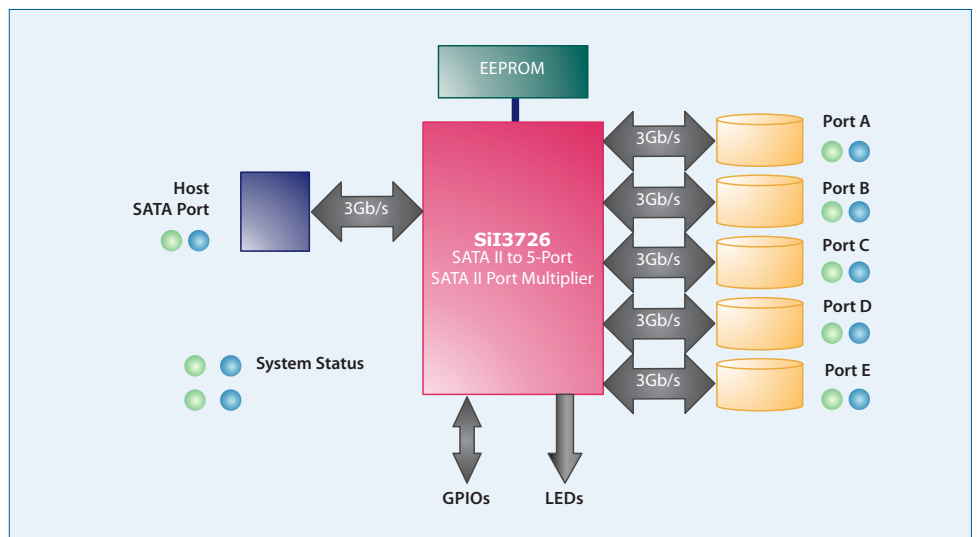 EEPROM
Host
SATA Port
3Gb/s
SiI3726
SATA II to 5-Port
SATA II Port Multiplier
3Gb/s
Port A
3Gb/s
Port B
3Gb/s
Port C
3Gb/s
Port D
3Gb/s
Port E
System Status
GPIOs
LEDs